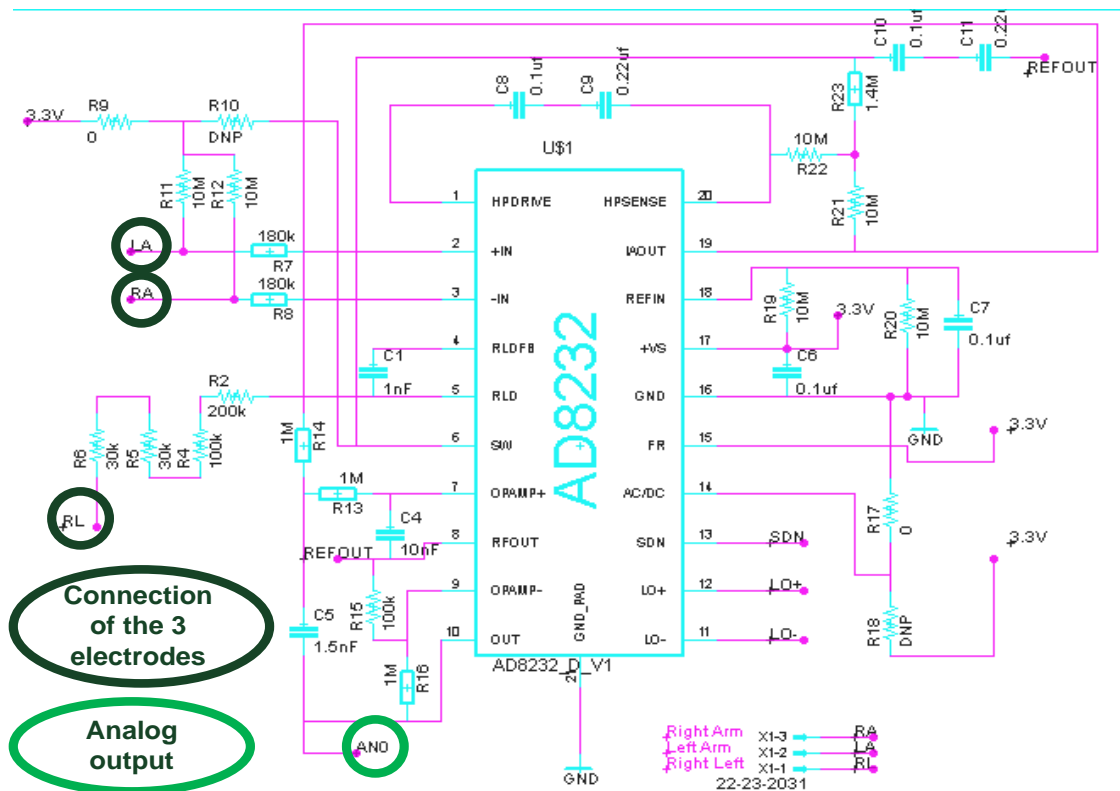 C10
0.1uf
C11
0.22uf
REFOUT
C8
0.1uf
C9
0.22uf
R23
1.4M
3.3V
R9
0
R10
DNP
U$1
10M
R22
R11
10M
R12
10M
R21
10M
1
HPDRIVE
HPSENSE
20
LA
180k
R7
2
+IN
IAOUT
19
RA
180k
R8
3
-IN
REFIN
18
R19
10M
3.3V
R20
10M
C7
0.1uf
4
RLDFB
+VS
17
C1
1nF
C6
0.1uf
R2
200k
5
RLD
GND
16
GND
3.3V
R6
30k
R5
30k
R4
100k
1M
R14
6
SW
FR
15
AD8232
1M
R13
7
OPAMP+
AC/DC
14
R17
0
RL
C4
10nF
REFOUT
8
RFOUT
SDN
13
SDN
3.3V
R15
100k
9
OPAMP-
LO+
12
LO+
R18
DNP
Connection
of the 3
electrodes
C5
1.5nF
10
OUT
GND_PAD
LO-
11
LO-
1M
R16
AD8232_D_V1
21
Analog
output
AN0
GND
Right Arm X1-3 RA
Left Arm X1-2 LA
Right Left X1-1 RL
22-23-2031